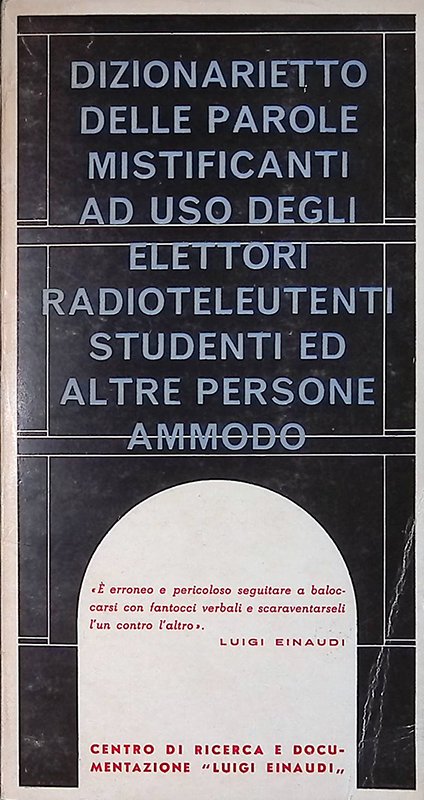 DIZIONARIETTO
DELLE PAROLE
MISTIFICANTI
AD USO DEGLI
ELETTORI
RADIOTELEUTENTI
STUDENTI ED
ALTRE PERSONE
AMMODO
«È erroneo e pericoloso seguitare a baloc-
carsi con fantocci verbali e scaraventarseli
l'un contro l'altro».
LUIGI EINAUDI
CENTRO DI RICERCA E DOCU-
MENTAZIONE "LUIGI EINAUDI„